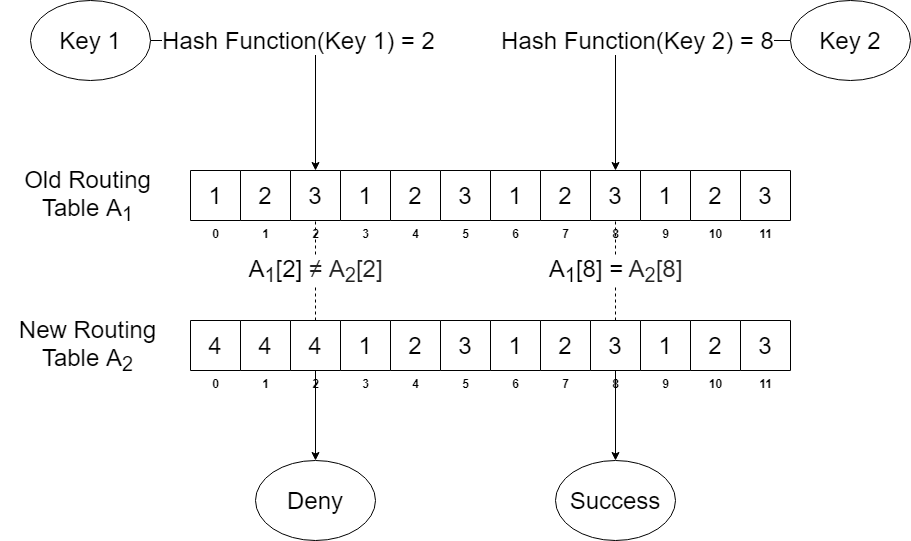 Key 1
Hash Function(Key 1) = 2
Hash Function(Key 2) = 8
Key 2
Old Routing
Table A1
1 2 3 1 2 3 1 2 3 1 2 3
0 1 2 3 4 5 6 7 8 9 10 11
A1[2] ≠ A2[2]
A1[8] = A2[8]
New Routing
Table A2
4 4 4 1 2 3 1 2 3 1 2 3
0 1 2 3 4 5 6 7 8 9 10 11
Deny
Success